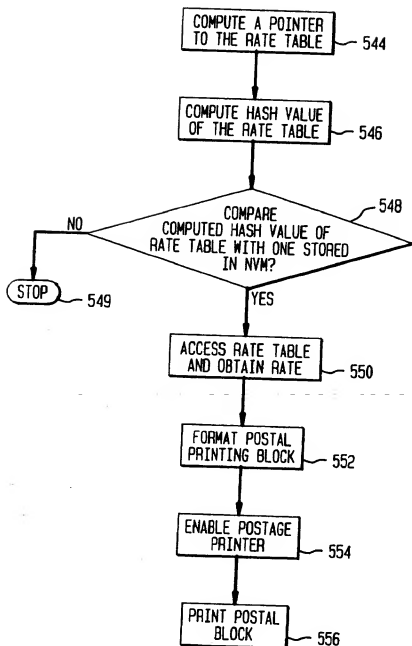 COMPUTE A POINTER
TO THE RATE TABLE
544
COMPUTE HASH VALUE
OF THE RATE TABLE
546
548
COMPARE
COMPUTED HASH VALUE OF
RATE TABLE WITH ONE STORED
IN NVM?
NO
STOP
549
YES
ACCESS RATE TABLE
AND OBTAIN RATE
550
FORMAT POSTAL
PRINTING BLOCK
552
ENABLE POSTAGE
PRINTER
554
PRINT POSTAL
BLOCK
556